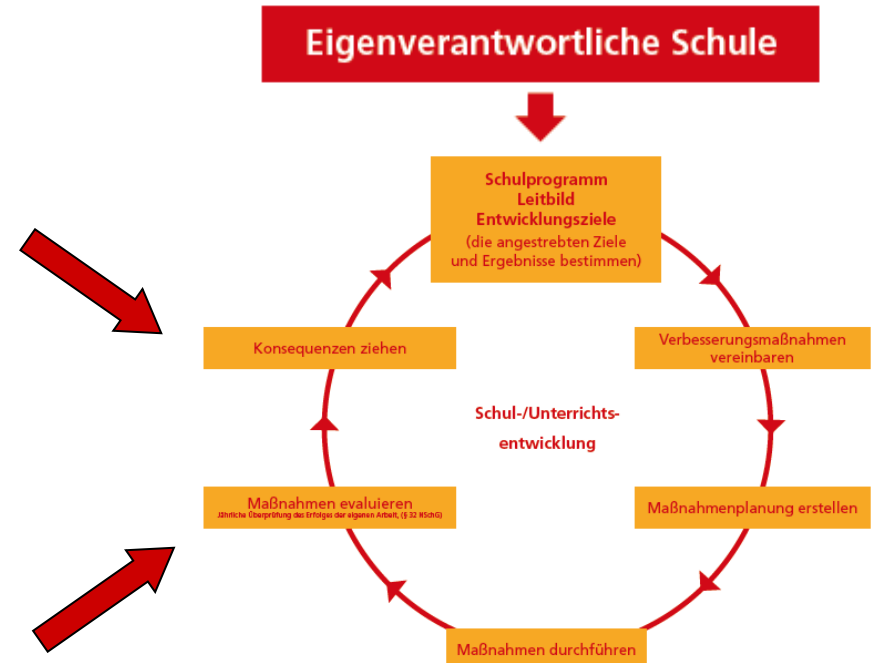 Eigenverantwortliche Schule
Schulprogramm
Leitbild
Entwicklungsziele
(die angestrebten Ziele
und Ergebnisse bestimmen)
Konsequenzen ziehen
Verbesserungsmaßnahmen
vereinbaren
Schul-/Unterrichts-
entwicklung
Maßnahmen evaluieren
Jährliche Überprüfung des Erfolges der eigenen Arbeit, (§ 32 NSchG)
Maßnahmenplanung erstellen
Maßnahmen durchführen